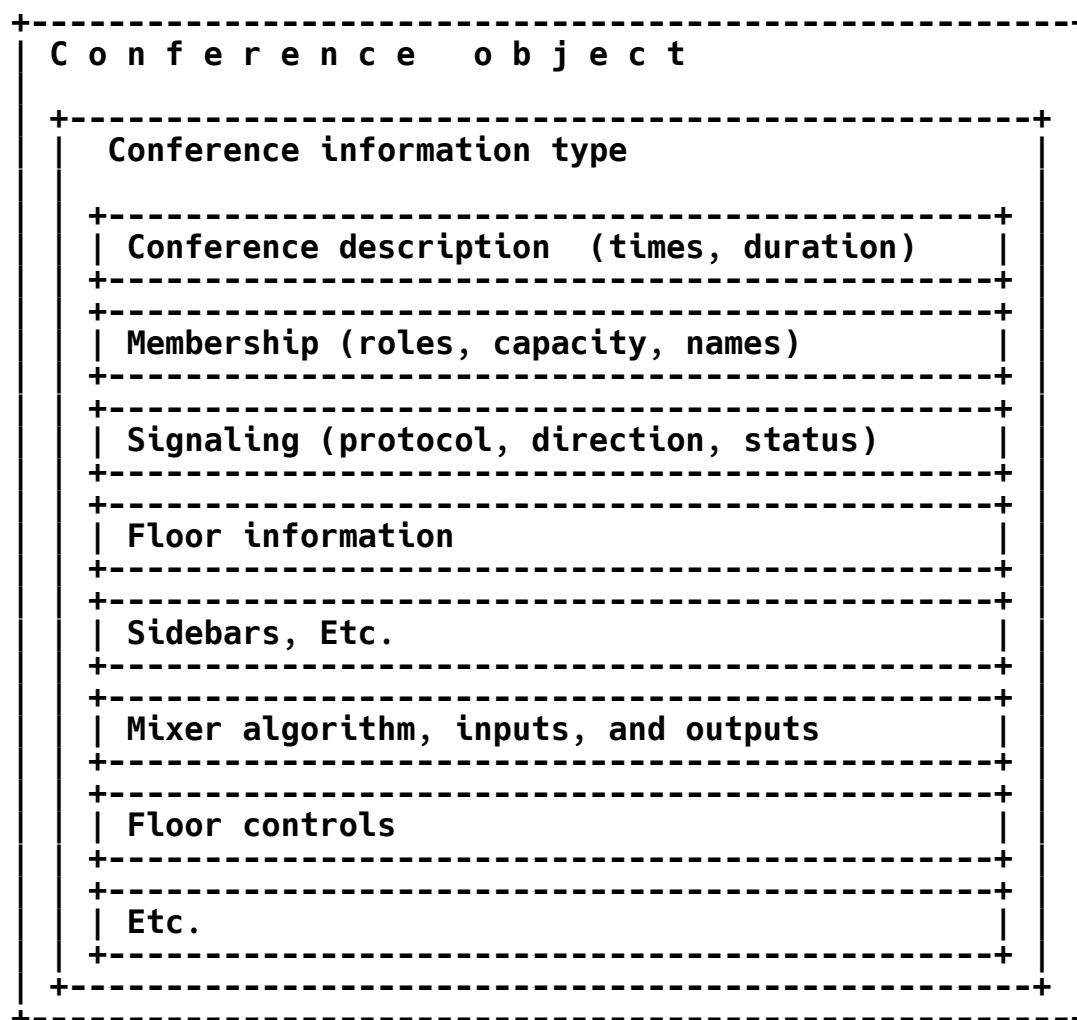 C o n f e r e n c e   o b j e c t
Conference information type
Conference description  (times, duration)
Membership (roles, capacity, names)
Signaling (protocol, direction, status)
Floor information
Sidebars, Etc.
Mixer algorithm, inputs, and outputs
Floor controls
Etc.